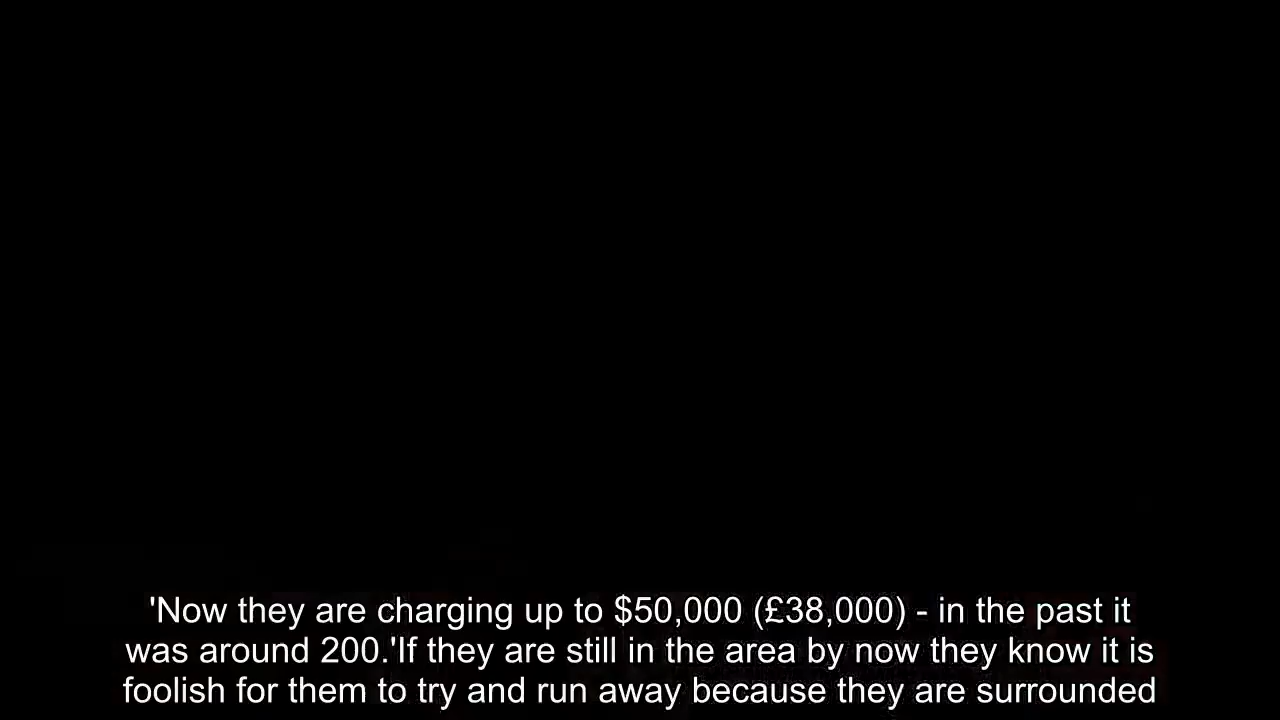 'Now they are charging up to $50,000 (£38,000) - in the past it
was around 200.'If they are still in the area by now they know it is
foolish for them to try and run away because they are surrounded